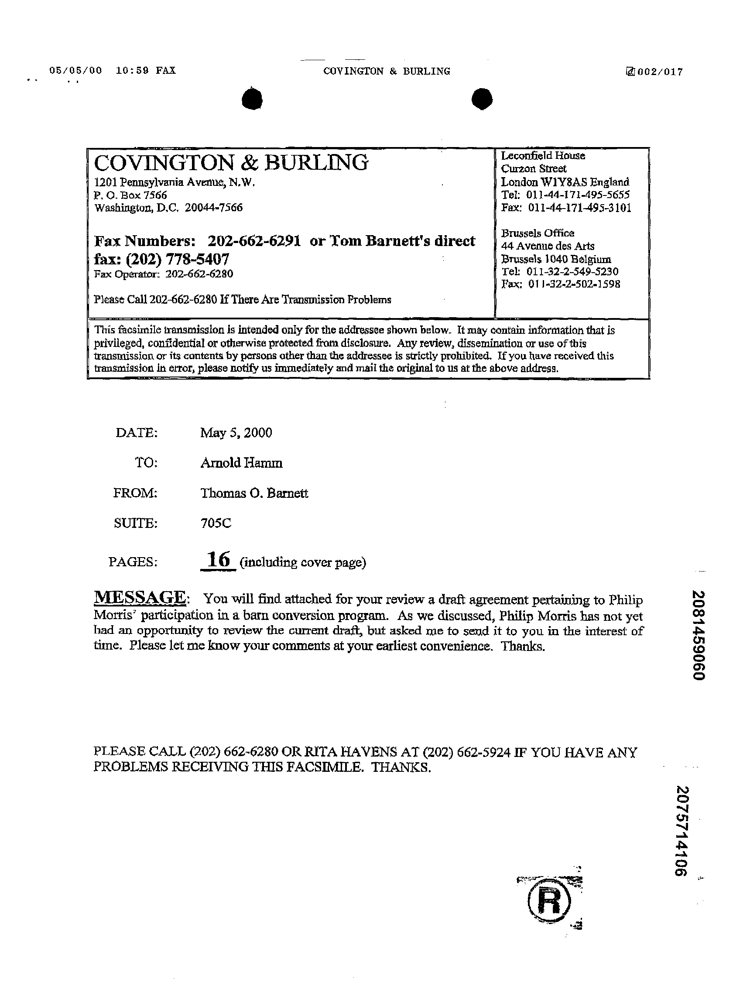 05/05/00 10:59 FAX COVINGTON & BURLING 002/017
COVINGTON & BURLING
1201 Pennsylvania Avenue, N.W.
P. O. Box 7566
Washington, D.C. 20044-7566
Fax Numbers: 202-662-6291 or Tom Barnett's direct
fax: (202) 778-5407
Fax Operator: 202-662-6280
Please Call 202-662-6280 If There Are Transmission Problems
Leconfield House
Curzon Street
London W1Y8AS England
Tel: 011-44-171-495-5655
Fax: 011-44-171-495-3101
Brussels Office
44 Avenue des Arts
Brussels 1040 Belgium
Tel: 011-32-2-549-5230
Fax: 011-32-2-502-1598
This facsimile transmission is intended only for the addressee shown below. It may contain information that is
privileged, confidential or otherwise protected from disclosure. Any review, dissemination or use of this
transmission or its contents by persons other than the addressee is strictly prohibited. If you have received this
transmission in error, please notify us immediately and mail the original to us at the above address.
DATE: May 5, 2000
TO: Arnold Hamm
FROM: Thomas O. Barnett
SUITE: 705C
PAGES: 16 (including cover page)
MESSAGE: You will find attached for your review a draft agreement pertaining to Philip
Morris' participation in a barn conversion program. As we discussed, Philip Morris has not yet
had an opportunity to review the current draft, but asked me to send it to you in the interest of
time. Please let me know your comments at your earliest convenience. Thanks.
PLEASE CALL (202) 662-6280 OR RITA HAVENS AT (202) 662-5924 IF YOU HAVE ANY
PROBLEMS RECEIVING THIS FACSIMILE. THANKS.
2081459060
2075714106
R